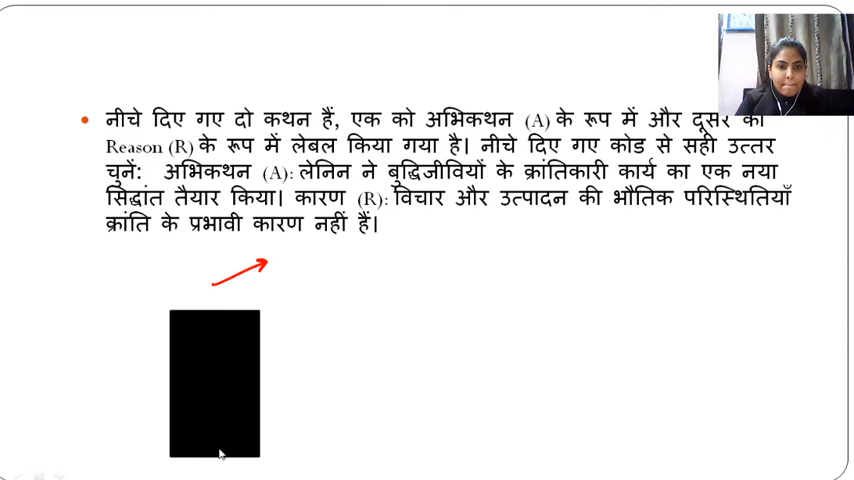 नीचे दिए गए दो कथन हैं, एक को अभिकथन (A) के रूप में और दूसरे को
Reason (R) के रूप में लेबल किया गया है। नीचे दिए गए कोड से सही उत्तर
चुनें: अभिकथन (A): लेनिन ने बुद्धिजीवियों के क्रांतिकारी कार्य का एक नया
सिद्धांत तैयार किया। कारण (R): विचार और उत्पादन की भौतिक परिस्थितियाँ
क्रांति के प्रभावी कारण नहीं हैं।